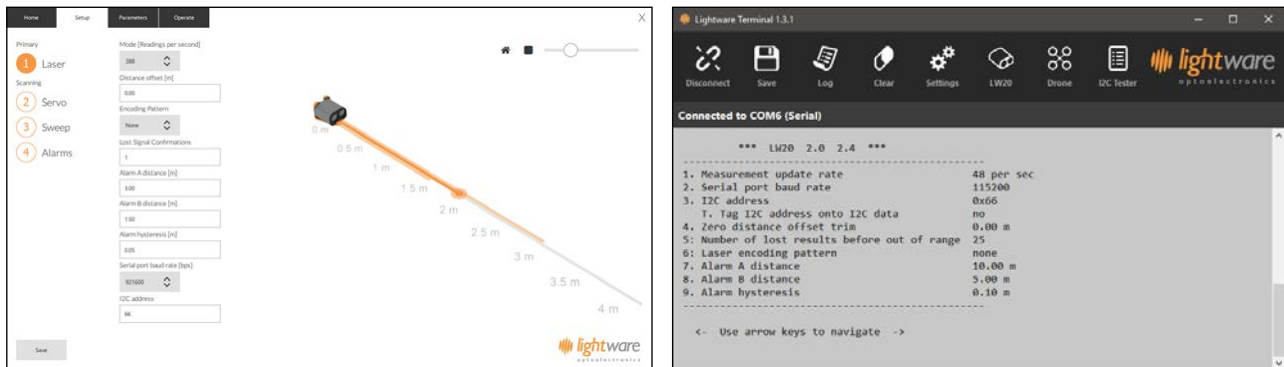 Home Setup Parameters Operate X
Primary
1 Laser
Scanning
2 Servo
3 Sweep
4 Alarms
Mode [Readings per second]
388
Distance offset [m]
0.00
Encoding Pattern
None
Lost Signal Confirmations
1
Alarm A distance [m]
3.00
Alarm B distance [m]
1.50
Alarm hysteresis [m]
0.05
Serial port baud rate [bps]
921600
I2C address
66
Save
0 m
0.5 m
1 m
1.5 m
2 m
2.5 m
3 m
3.5 m
4 m
lightware
optoelectronics
Lightware Terminal 1.3.1
Disconnect Save Log Clear Settings LW20 Drone I2C Tester
lightware
optoelectronics
Connected to COM6 (Serial)
*** LW20 2.0 2.4 ***
------------------------------------------------
1. Measurement update rate 48 per sec
2. Serial port baud rate 115200
3. I2C address 0x66
T. Tag I2C address onto I2C data no
4. Zero distance offset trim 0.00 m
5: Number of lost results before out of range 25
6: Laser encoding pattern none
7. Alarm A distance 10.00 m
8. Alarm B distance 5.00 m
9. Alarm hysteresis 0.10 m
------------------------------------------------
<- Use arrow keys to navigate ->